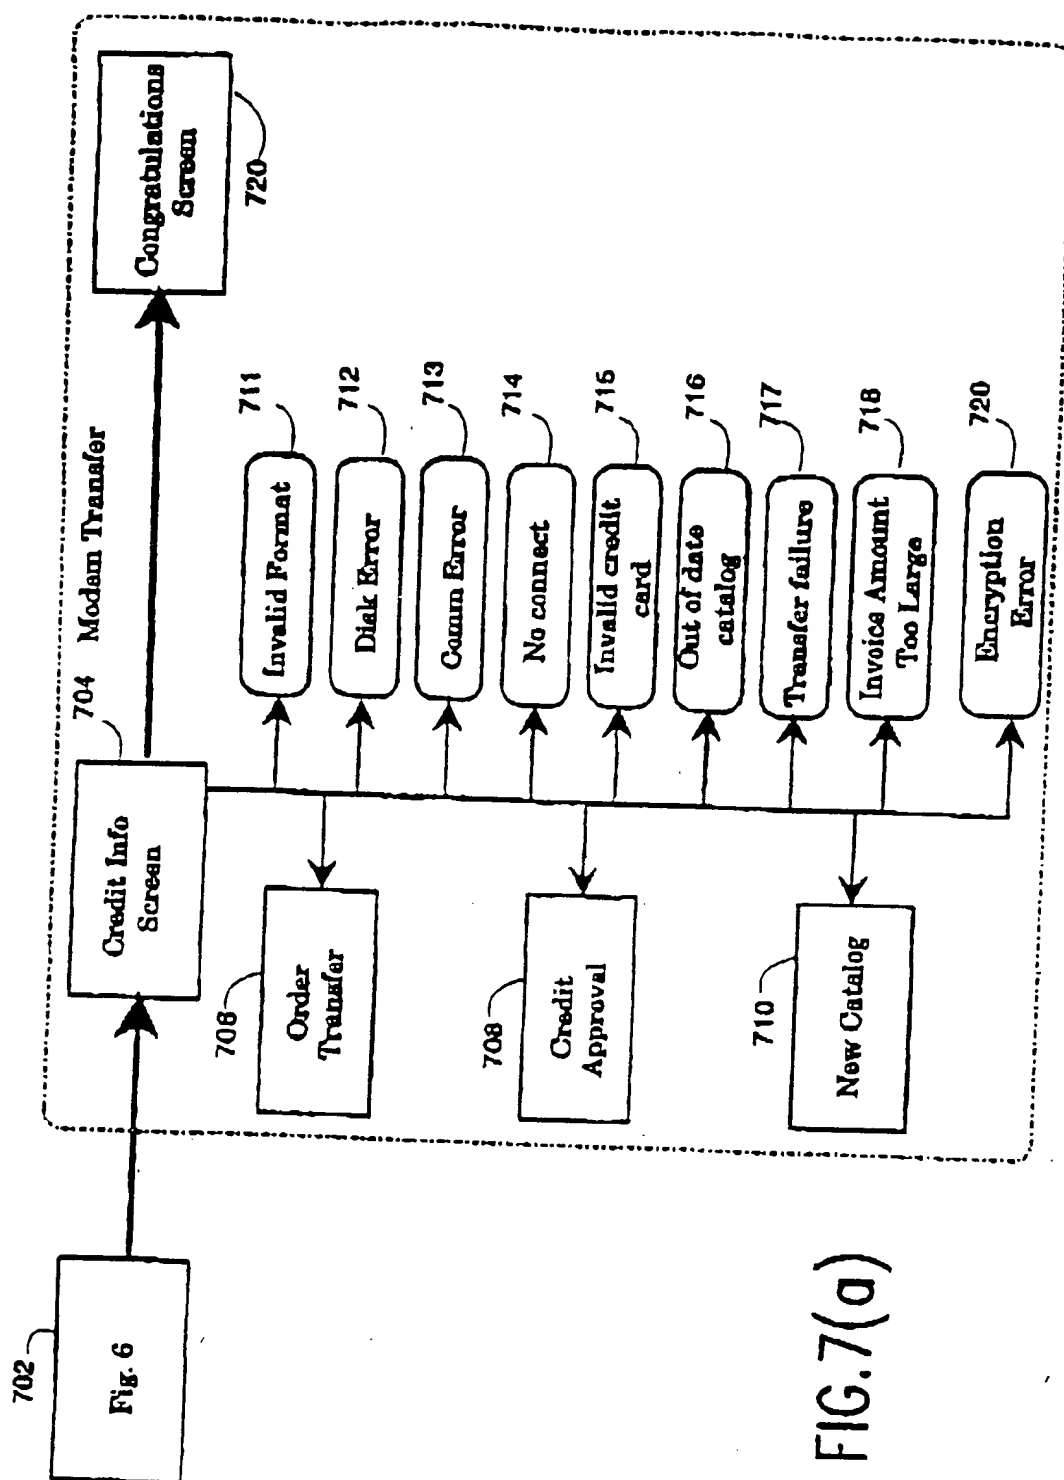 702
Fig. 6
704
Modem Transfer
Credit Info
Screen
Congratulations
Screen
720
708
Order
Transfer
708
Credit
Approval
710
New Catalog
Invalid Format
711
Disk Error
712
Comm Error
713
No connect
714
Invalid credit
card
715
Out of date
catalog
716
Transfer failure
717
Invoice Amount
Too Large
718
Encryption
Error
720
FIG.7(a)